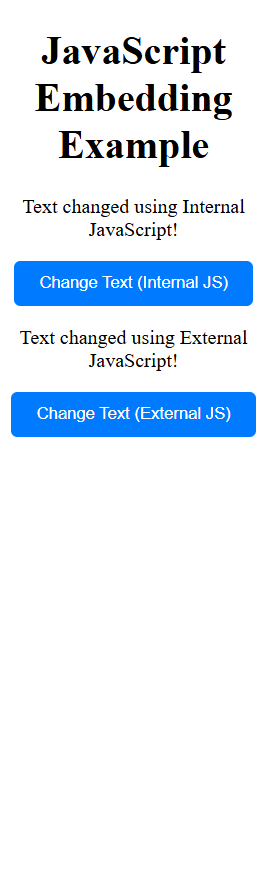 JavaScript
Embedding
Example
Text changed using Internal
JavaScript!
Change Text (Internal JS)
Text changed using External
JavaScript!
Change Text (External JS)